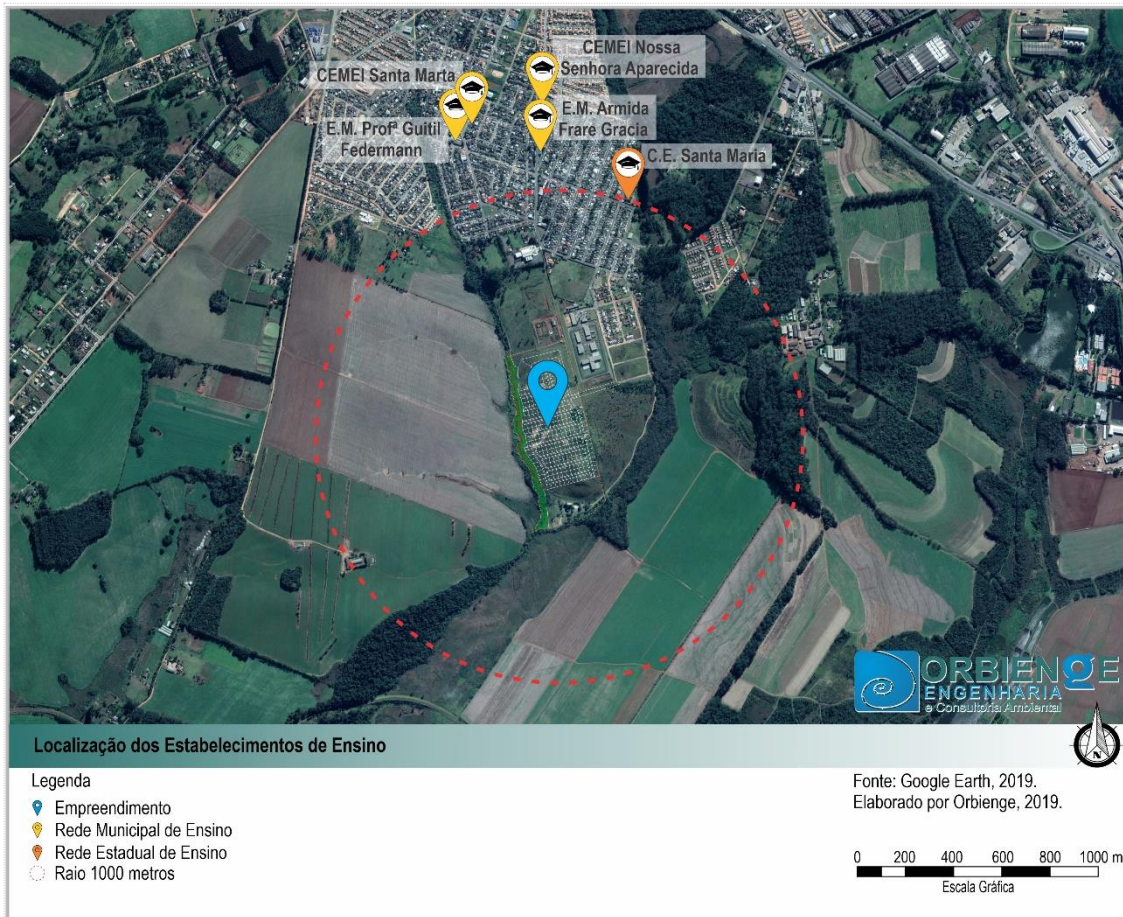 CEMEI Nossa
Senhora Aparecida
CEMEI Santa Marta
E.M. Armida
Frare Gracia
E.M. Profª Guitil
Federmann
C.E. Santa Maria
ORBIENGE
ENGENHARIA
e Consultoria Ambiental
Localização dos Estabelecimentos de Ensino
N
Legenda
Empreendimento
Rede Municipal de Ensino
Rede Estadual de Ensino
Raio 1000 metros
Fonte: Google Earth, 2019.
Elaborado por Orbienge, 2019.
0 200 400 600 800 1000 m
Escala Gráfica